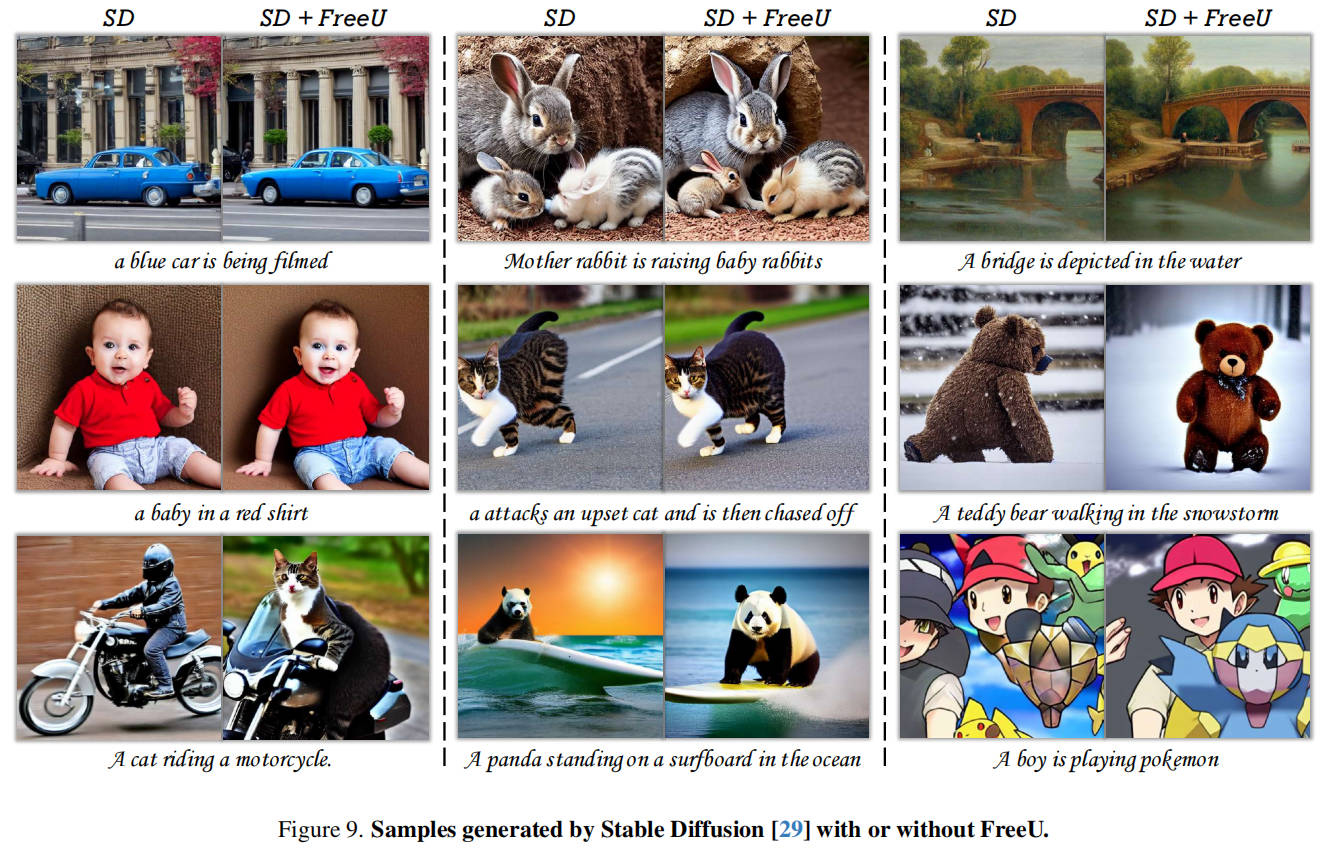 SD SD + FreeU SD SD + FreeU SD SD + FreeU
a blue car is being filmed Mother rabbit is raising baby rabbits A bridge is depicted in the water
a baby in a red shirt a attacks an upset cat and is then chased off A teddy bear walking in the snowstorm
A cat riding a motorcycle. A panda standing on a surfboard in the ocean A boy is playing pokemon
Figure 9. Samples generated by Stable Diffusion [29] with or without FreeU.